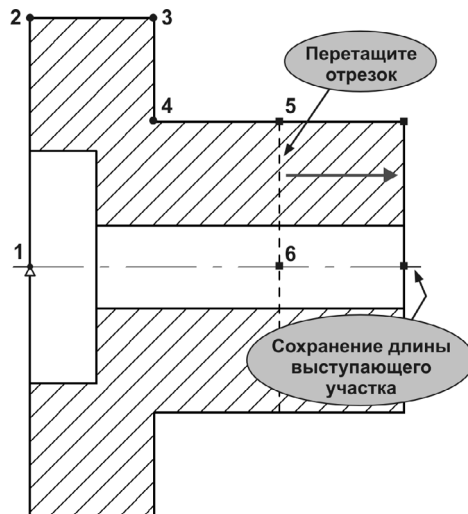 2
3
Перетащите
отрезок
4
5
1
6
Сохранение длины
выступающего
участка